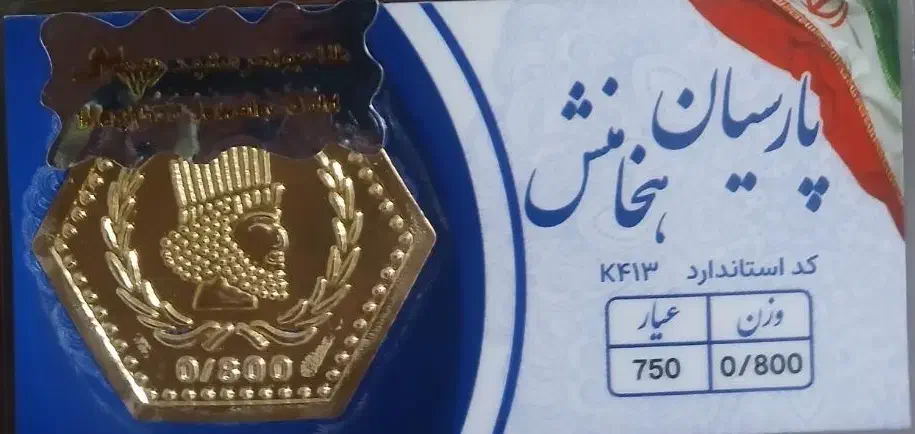 پارسیان
هخامنش
کد استاندارد K۴۱۳
وزن عیار
0/800 750
0/800